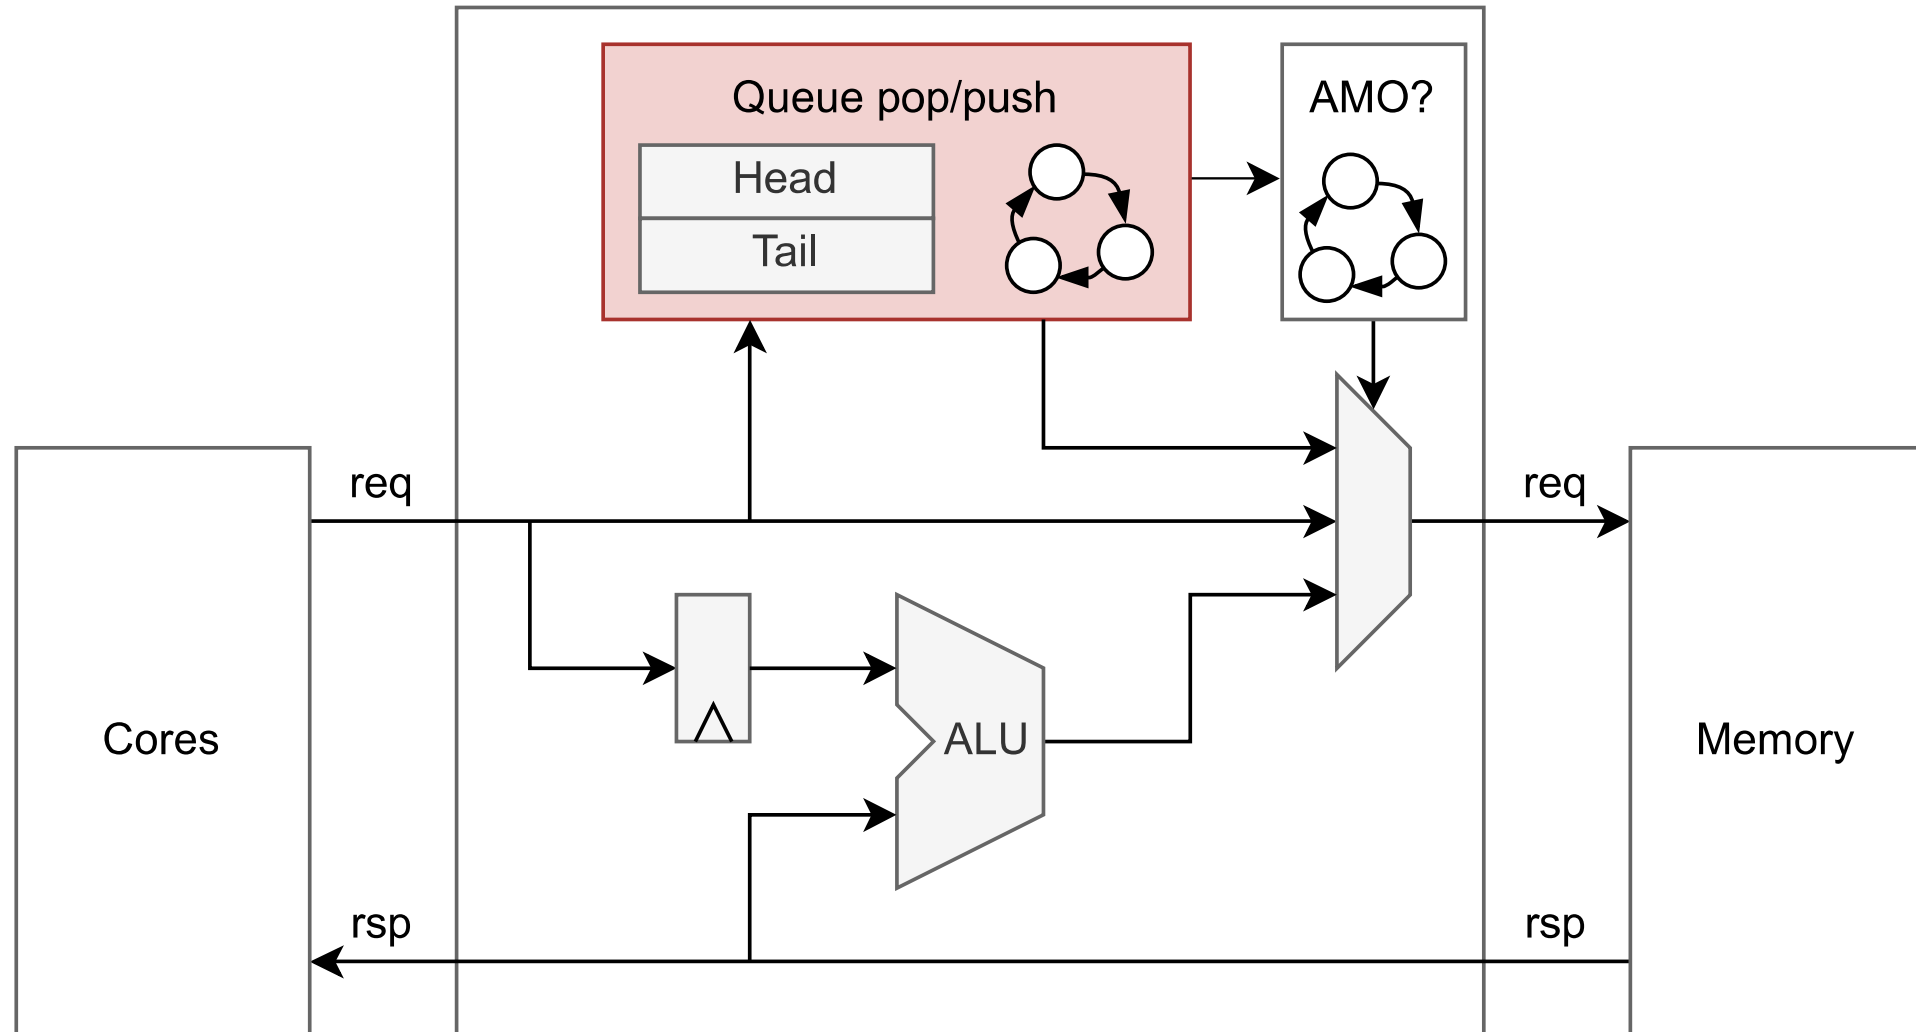 Queue pop/push
AMO?
Head
Tail
req
req
Cores
ALU
Memory
rsp
rsp